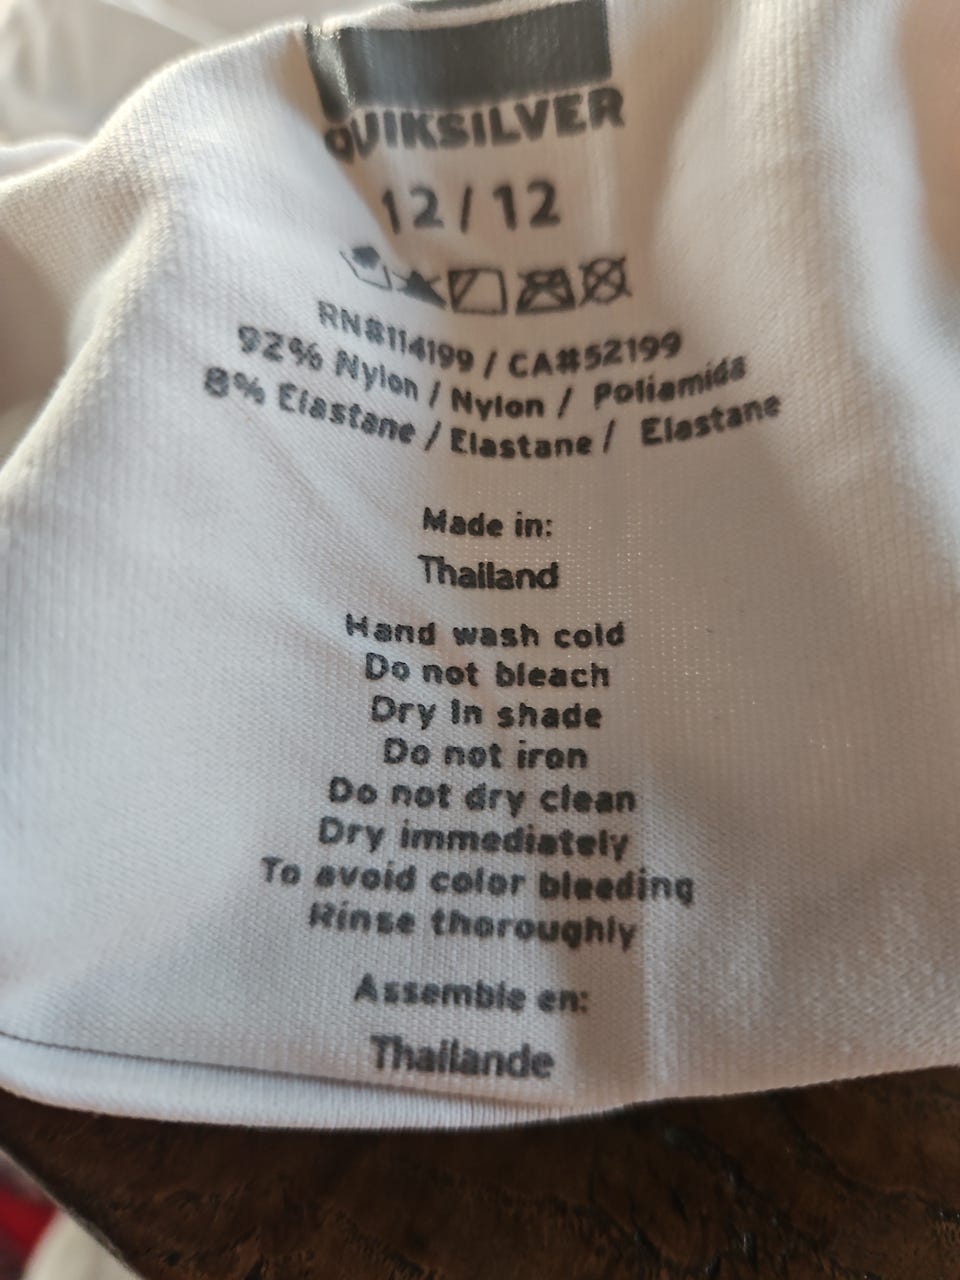 QUIKSILVER
12 / 12
RN#114199 / CA#52199
92% Nylon / Nylon / Poliamida
8% Elastane / Elastane / Elastane
Made in:
Thailand
Hand wash cold
Do not bleach
Dry In shade
Do not iron
Do not dry clean
Dry immediately
To avoid color bleeding
Rinse thoroughly
Assemble en:
Thailande